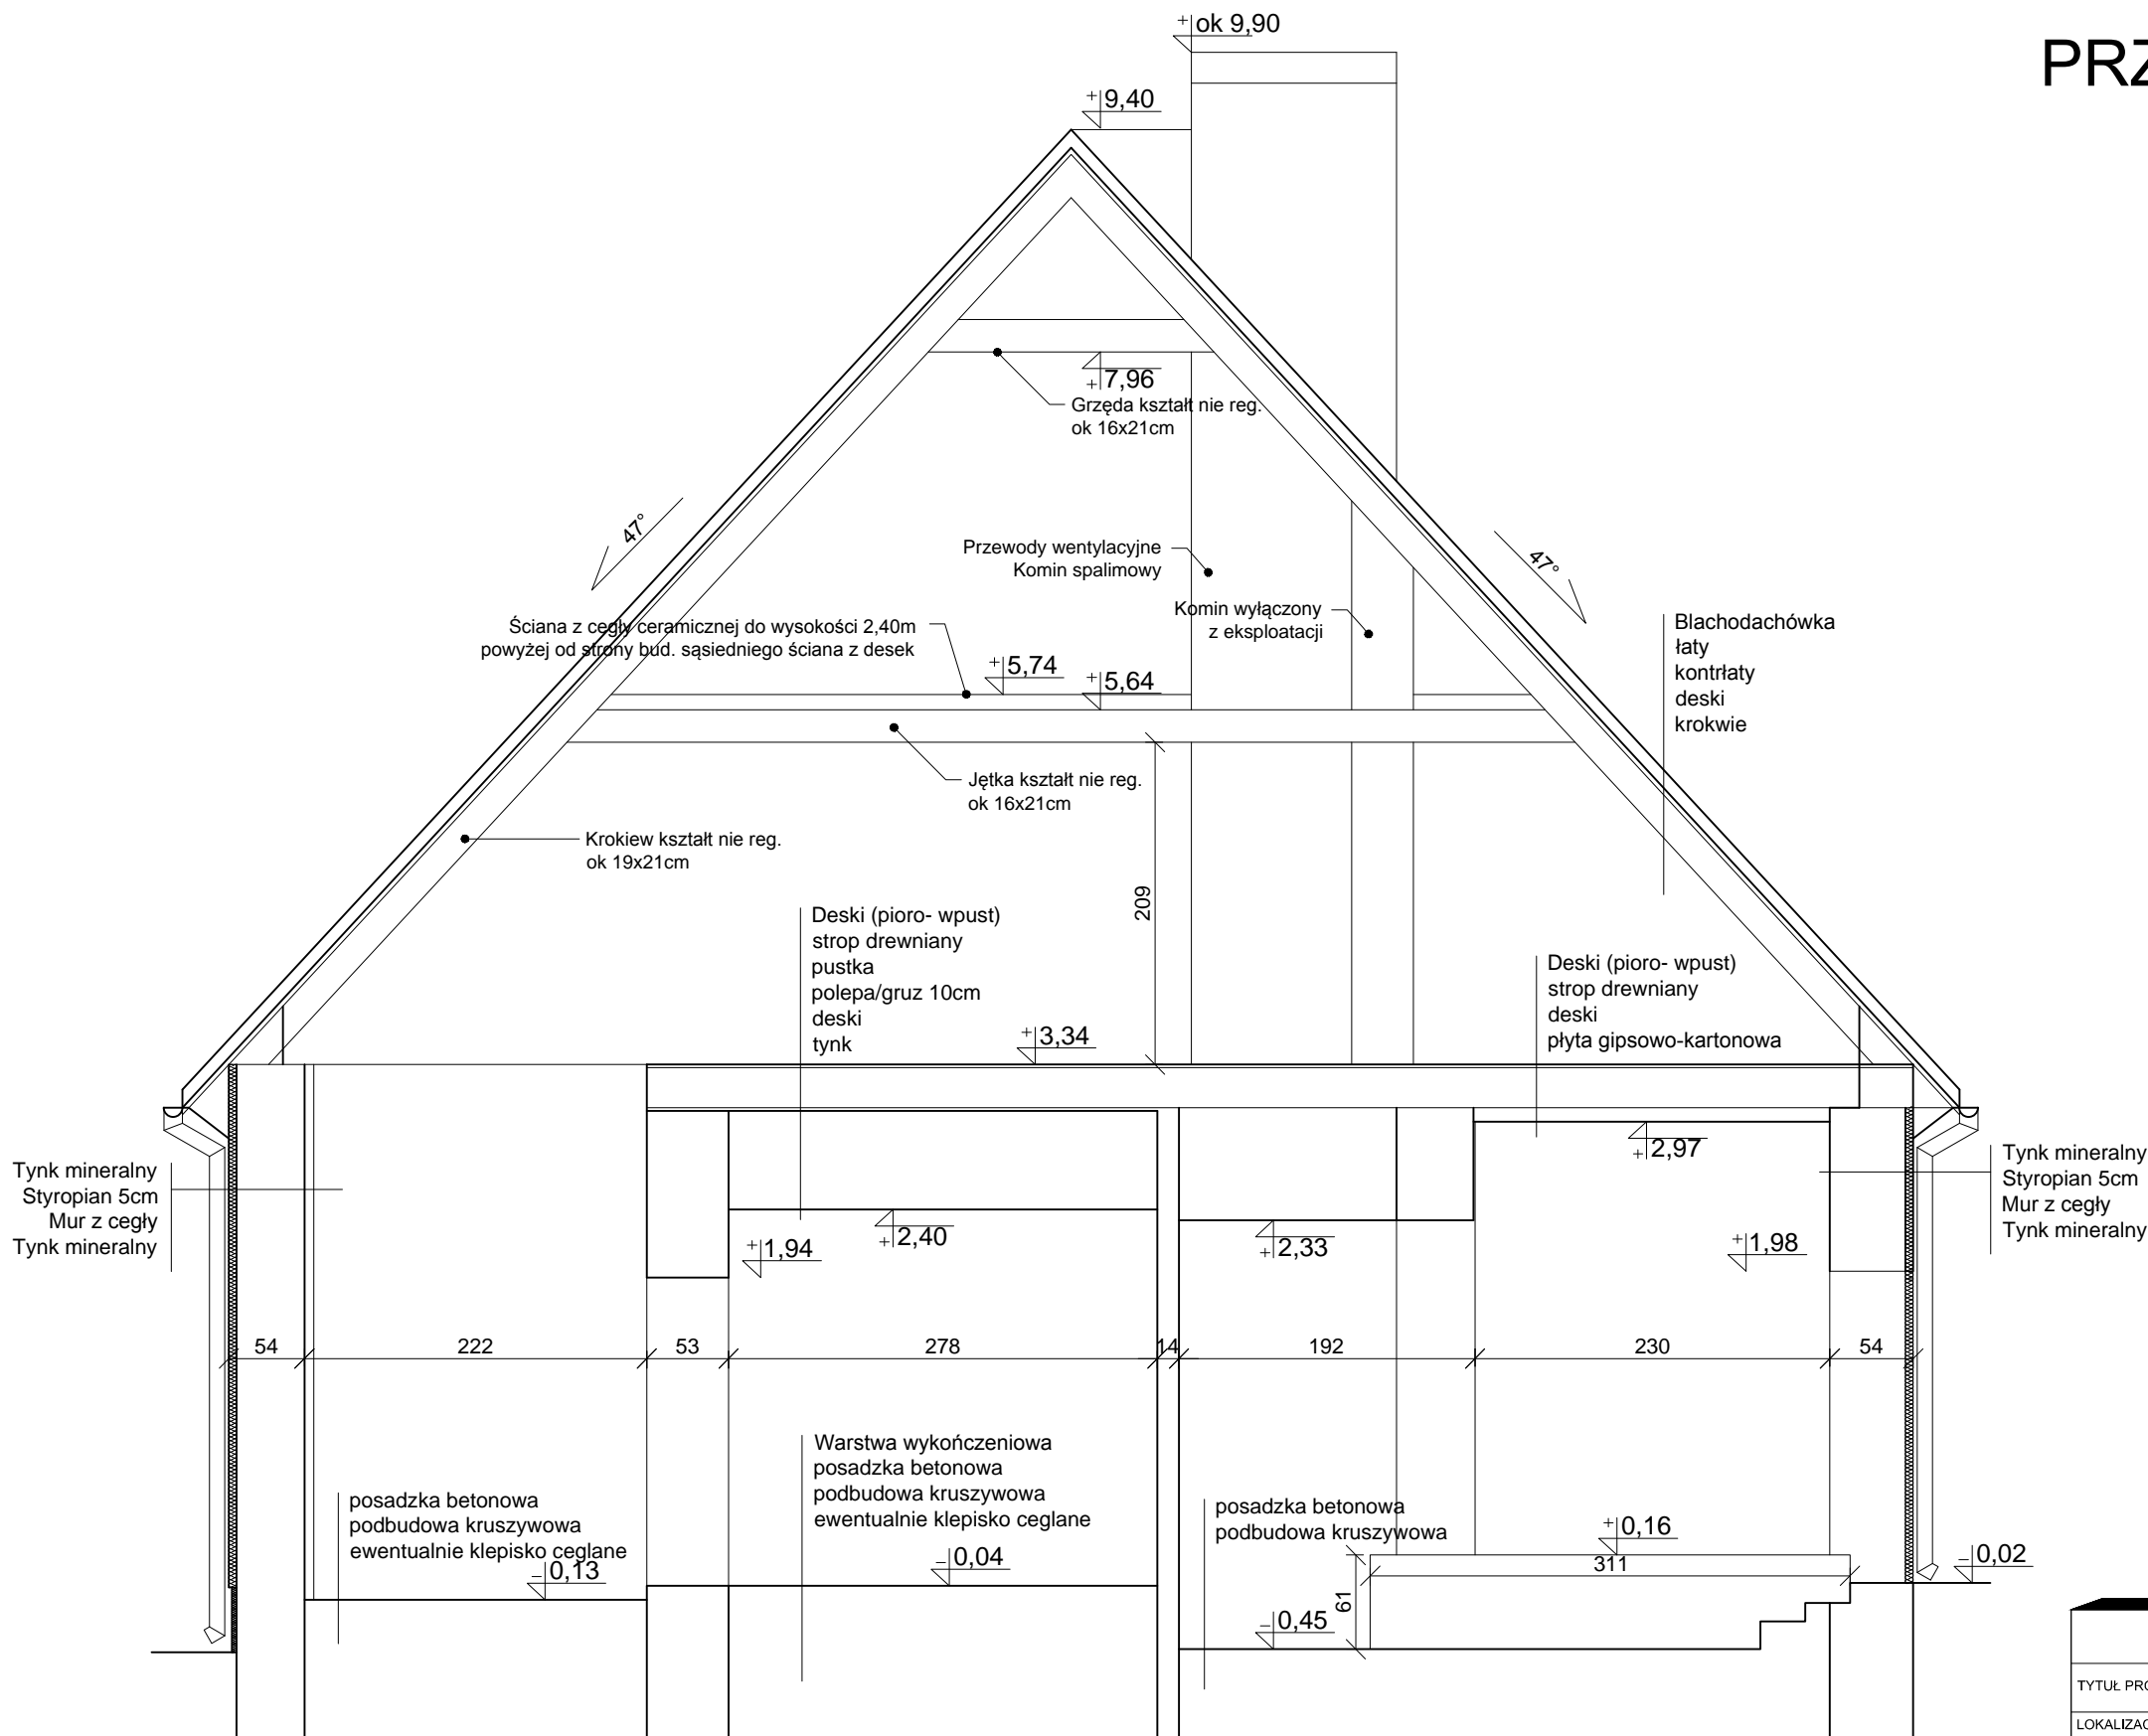 + ok 9,90
PRZ
+ 9,40
+ 7,96
Grzęda kształt nie reg.
ok 16x21cm
47°
47°
Przewody wentylacyjne
Komin spalimowy
Komin wyłączony
z eksploatacji
Ściana z cegły ceramicznej do wysokości 2,40m
powyżej od strony bud. sąsiedniego ściana z desek
+ 5,74
+ 5,64
Blachodachówka
łaty
kontrłaty
deski
krokwie
Jętka kształt nie reg.
ok 16x21cm
Krokiew kształt nie reg.
ok 19x21cm
209
Deski (pioro- wpust)
strop drewniany
pustka
polepa/gruz 10cm
deski
tynk
Deski (pioro- wpust)
strop drewniany
deski
płyta gipsowo-kartonowa
+ 3,34
+ 2,97
Tynk mineralny
Styropian 5cm
Mur z cegły
Tynk mineralny
Tynk mineralny
Styropian 5cm
Mur z cegły
Tynk mineralny
+ 1,94
+ 2,40
+ 2,33
+ 1,98
54 222 53 278 14 192 230 54
Warstwa wykończeniowa
posadzka betonowa
podbudowa kruszywowa
ewentualnie klepisko ceglane
posadzka betonowa
podbudowa kruszywowa
ewentualnie klepisko ceglane
posadzka betonowa
podbudowa kruszywowa
- 0,13
- 0,04
+ 0,16
311
- 0,02
61
- 0,45
TYTUŁ PRO
LOKALIZAC